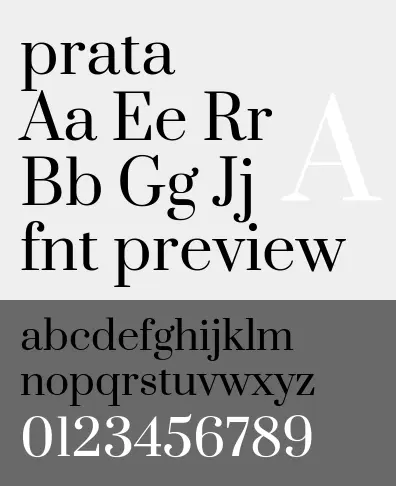 prata
Aa Ee Rr
A
Bb Gg Jj
fnt preview
abcdefghijklm
nopqrstuvwxyz
0123456789